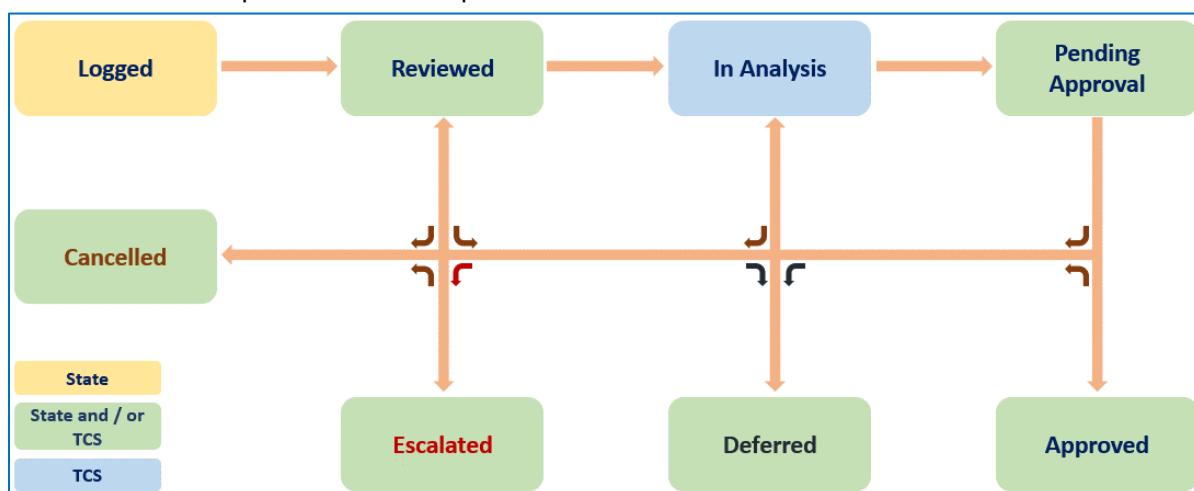 Logged
Reviewed
In Analysis
Pending
Approval
Cancelled
State
State and / or
TCS
TCS
Escalated
Deferred
Approved